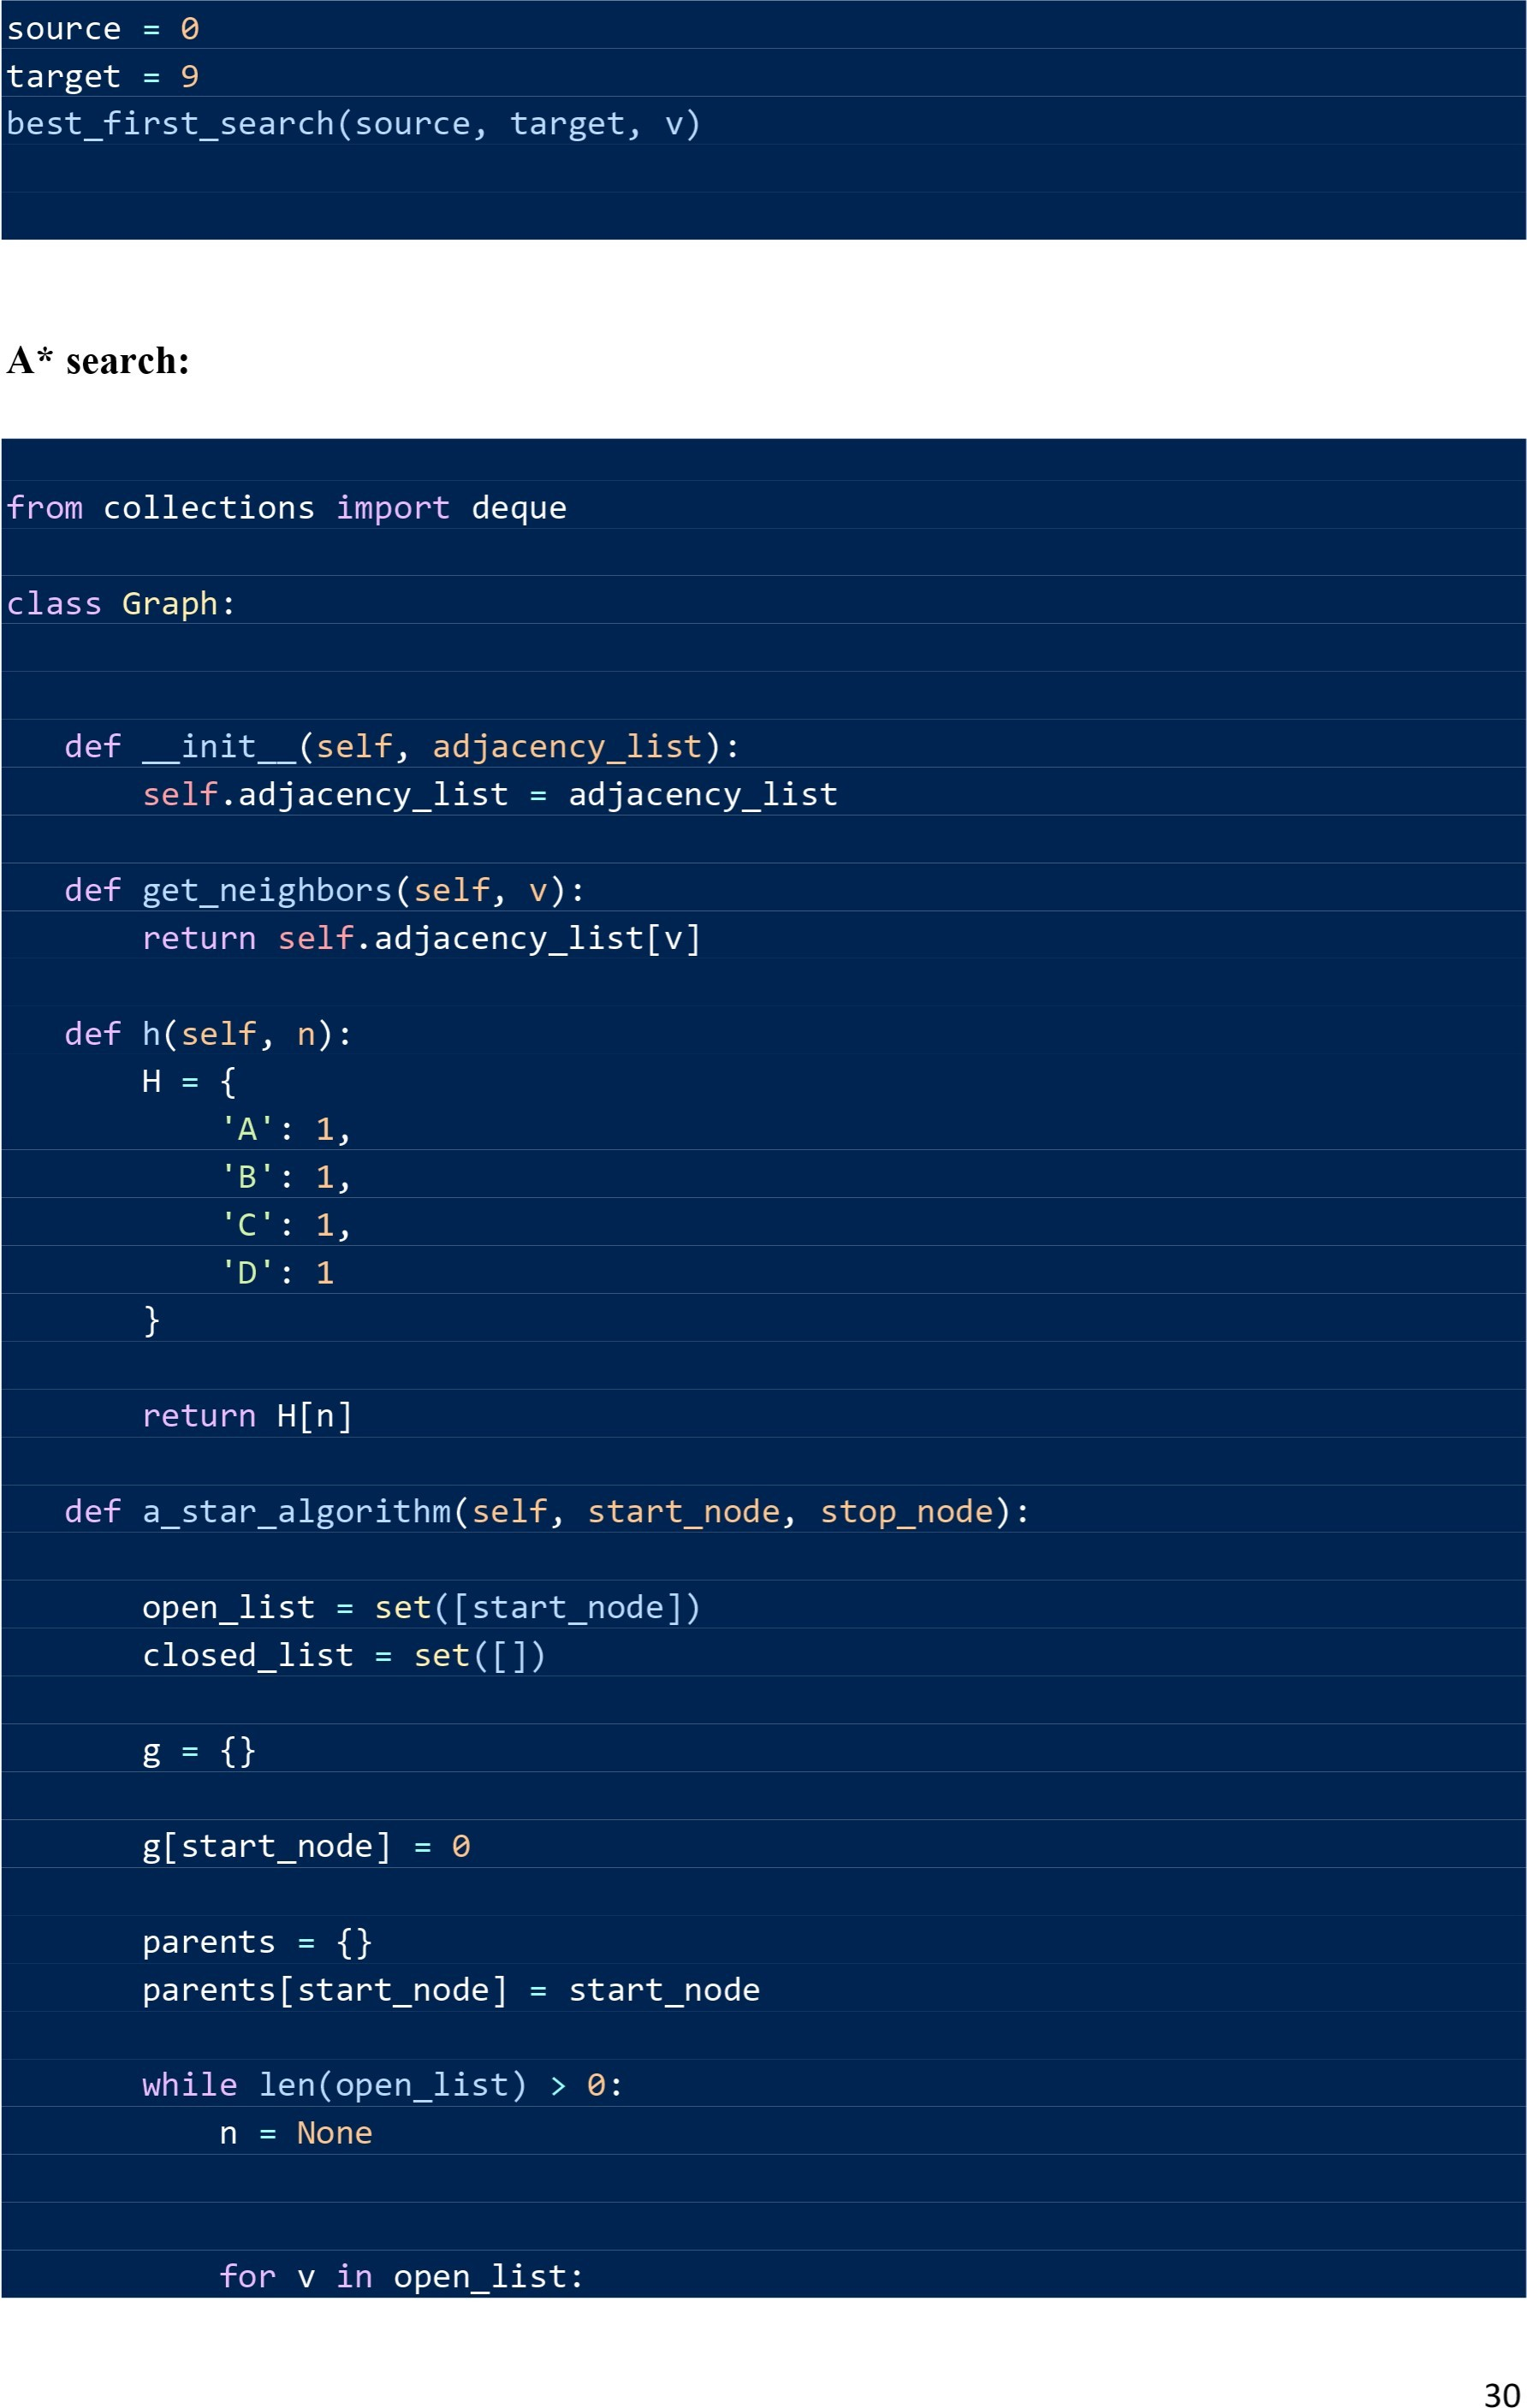 source = 0
target = 9
best_first_search(source, target, v)
A* search:
from collections import deque
class Graph:
   def __init__(self, adjacency_list):
       self.adjacency_list = adjacency_list
   def get_neighbors(self, v):
       return self.adjacency_list[v]
   def h(self, n):
       H = {
           'A': 1,
           'B': 1,
           'C': 1,
           'D': 1
       }
       return H[n]
   def a_star_algorithm(self, start_node, stop_node):
       open_list = set([start_node])
       closed_list = set([])
       g = {}
       g[start_node] = 0
       parents = {}
       parents[start_node] = start_node
       while len(open_list) > 0:
           n = None
           for v in open_list:
30